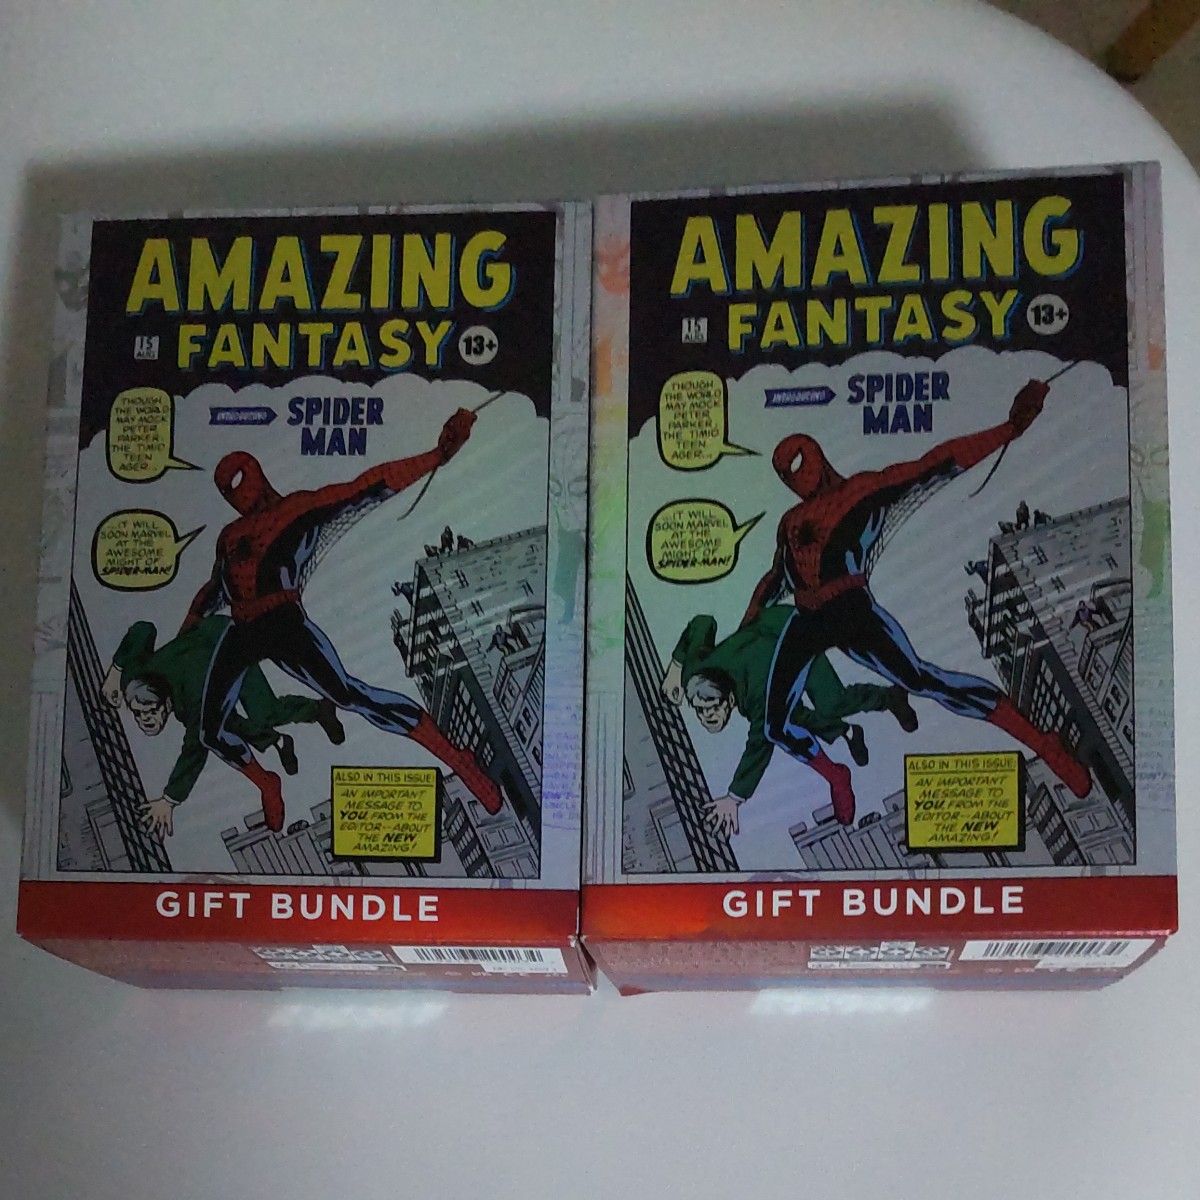 AMAZING
FANTASY
13+
15
AUG.
THOUGH
THE WORLD
MAY MOCK
PETER
PARKER,
THE TIMID
TEEN
AGER...
INTRODUCING
SPIDER
MAN
...IT WILL
SOON MARVEL
AT THE
AWESOME
MIGHT OF
SPIDER-MAN!
ALSO IN THIS ISSUE:
AN IMPORTANT
MESSAGE TO
YOU, FROM THE
EDITOR--ABOUT
THE NEW
AMAZING!
GIFT BUNDLE
AMAZING
FANTASY
13+
15
AUG.
THOUGH
THE WORLD
MAY MOCK
PETER
PARKER,
THE TIMID
TEEN
AGER...
INTRODUCING
SPIDER
MAN
...IT WILL
SOON MARVEL
AT THE
AWESOME
MIGHT OF
SPIDER-MAN!
ALSO IN THIS ISSUE:
AN IMPORTANT
MESSAGE TO
YOU, FROM THE
EDITOR--ABOUT
THE NEW
AMAZING!
GIFT BUNDLE